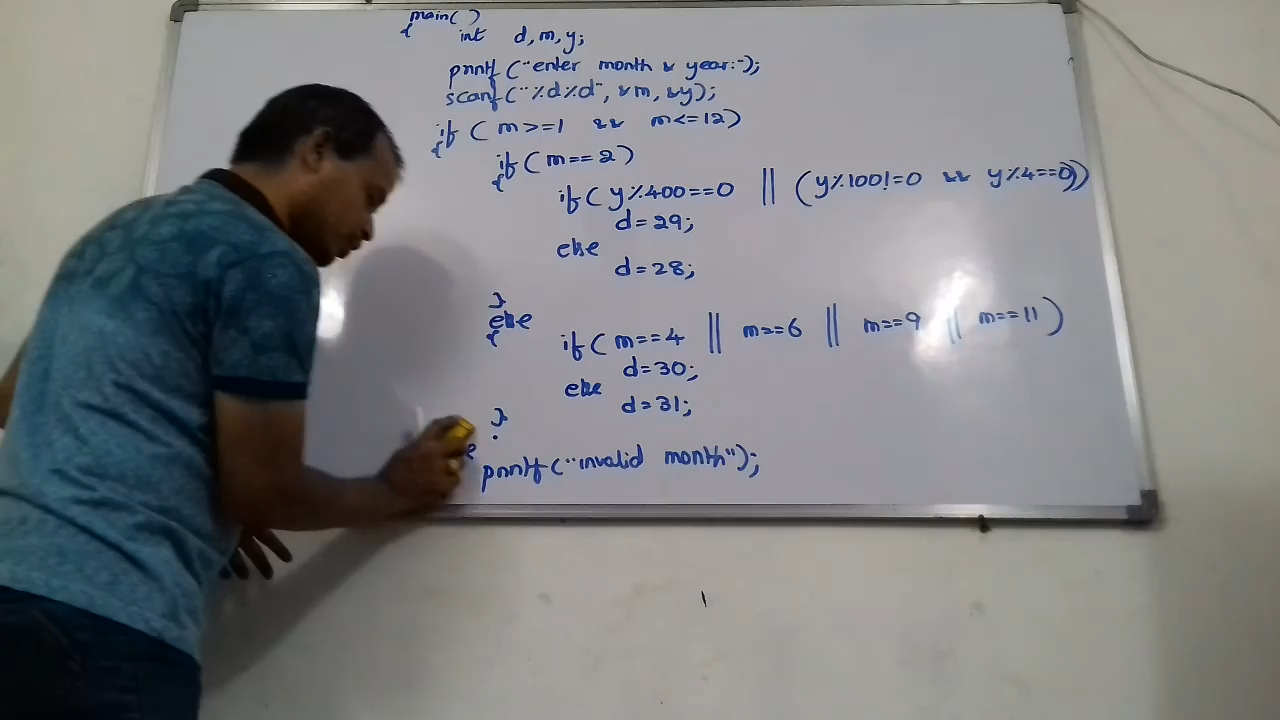 main( )
{ int d, m, y;
printf ("enter month & year:");
scanf("%d%d", &m, &y);
if ( m>=1 && m<=12)
{
if (m==2)
{
if( y%400==0 || (y%100!=0 && y%4==0))
d=29;
else
d=28;
}
else
{
if( m==4 || m==6 || m==9 || m==11 )
d=30;
else
d=31;
}
printf("invalid month");